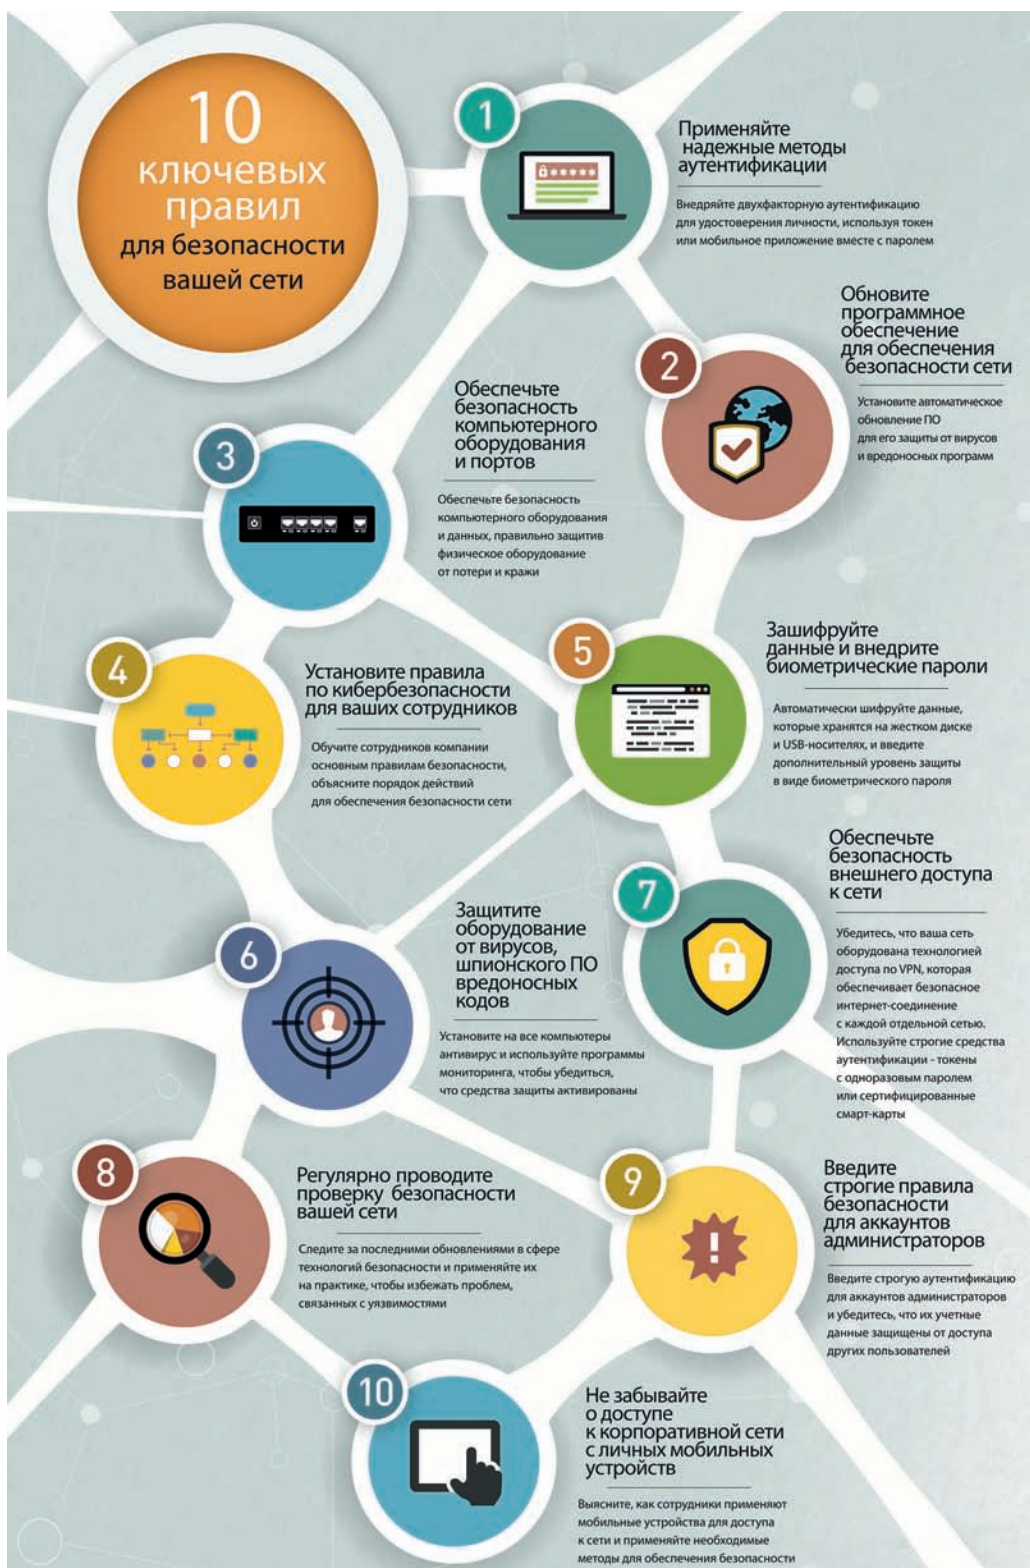 10
ключевых
правил
для безопасности
вашей сети
1
Применяйте
надежные методы
аутентификации
Внедряйте двухфакторную аутентификацию
для удостоверения личности, используя токен
или мобильное приложение вместе с паролем
2
Обновите
программное
обеспечение
для обеспечения
безопасности сети
Установите автоматическое
обновление ПО
для его защиты от вирусов
и вредоносных программ
3
Обеспечьте
безопасность
компьютерного
оборудования
и портов
Обеспечьте безопасность
компьютерного оборудования
и данных, правильно защитив
физическое оборудование
от потери и кражи
4
Установите правила
по кибербезопасности
для ваших сотрудников
Обучите сотрудников компании
основным правилам безопасности,
объясните порядок действий
для обеспечения безопасности сети
5
Зашифруйте
данные и внедрите
биометрические пароли
Автоматически шифруйте данные,
которые хранятся на жестком диске
и USB-носителях, и введите
дополнительный уровень защиты
в виде биометрического пароля
6
Защитите
оборудование
от вирусов,
шпионского ПО
вредоносных
кодов
Установите на все компьютеры
антивирус и используйте программы
мониторинга, чтобы убедиться,
что средства защиты активированы
7
Обеспечьте
безопасность
внешнего доступа
к сети
Убедитесь, что ваша сеть
оборудована технологией
доступа по VPN, которая
обеспечивает безопасное
интернет-соединение
с каждой отдельной сетью.
Используйте строгие средства
аутентификации - токены
с одноразовым паролем
или сертифицированные
смарт-карты
8
Регулярно проводите
проверку безопасности
вашей сети
Следите за последними обновлениями в сфере
технологий безопасности и применяйте их
на практике, чтобы избежать проблем,
связанных с уязвимостями
9
Введите
строгие правила
безопасности
для аккаунтов
администраторов
Введите строгую аутентификацию
для аккаунтов администраторов
и убедитесь, что их учетные
данные защищены от доступа
других пользователей
10
Не забывайте
о доступе
к корпоративной сети
с личных мобильных
устройств
Выясните, как сотрудники применяют
мобильные устройства для доступа
к сети и применяйте необходимые
методы для обеспечения безопасности